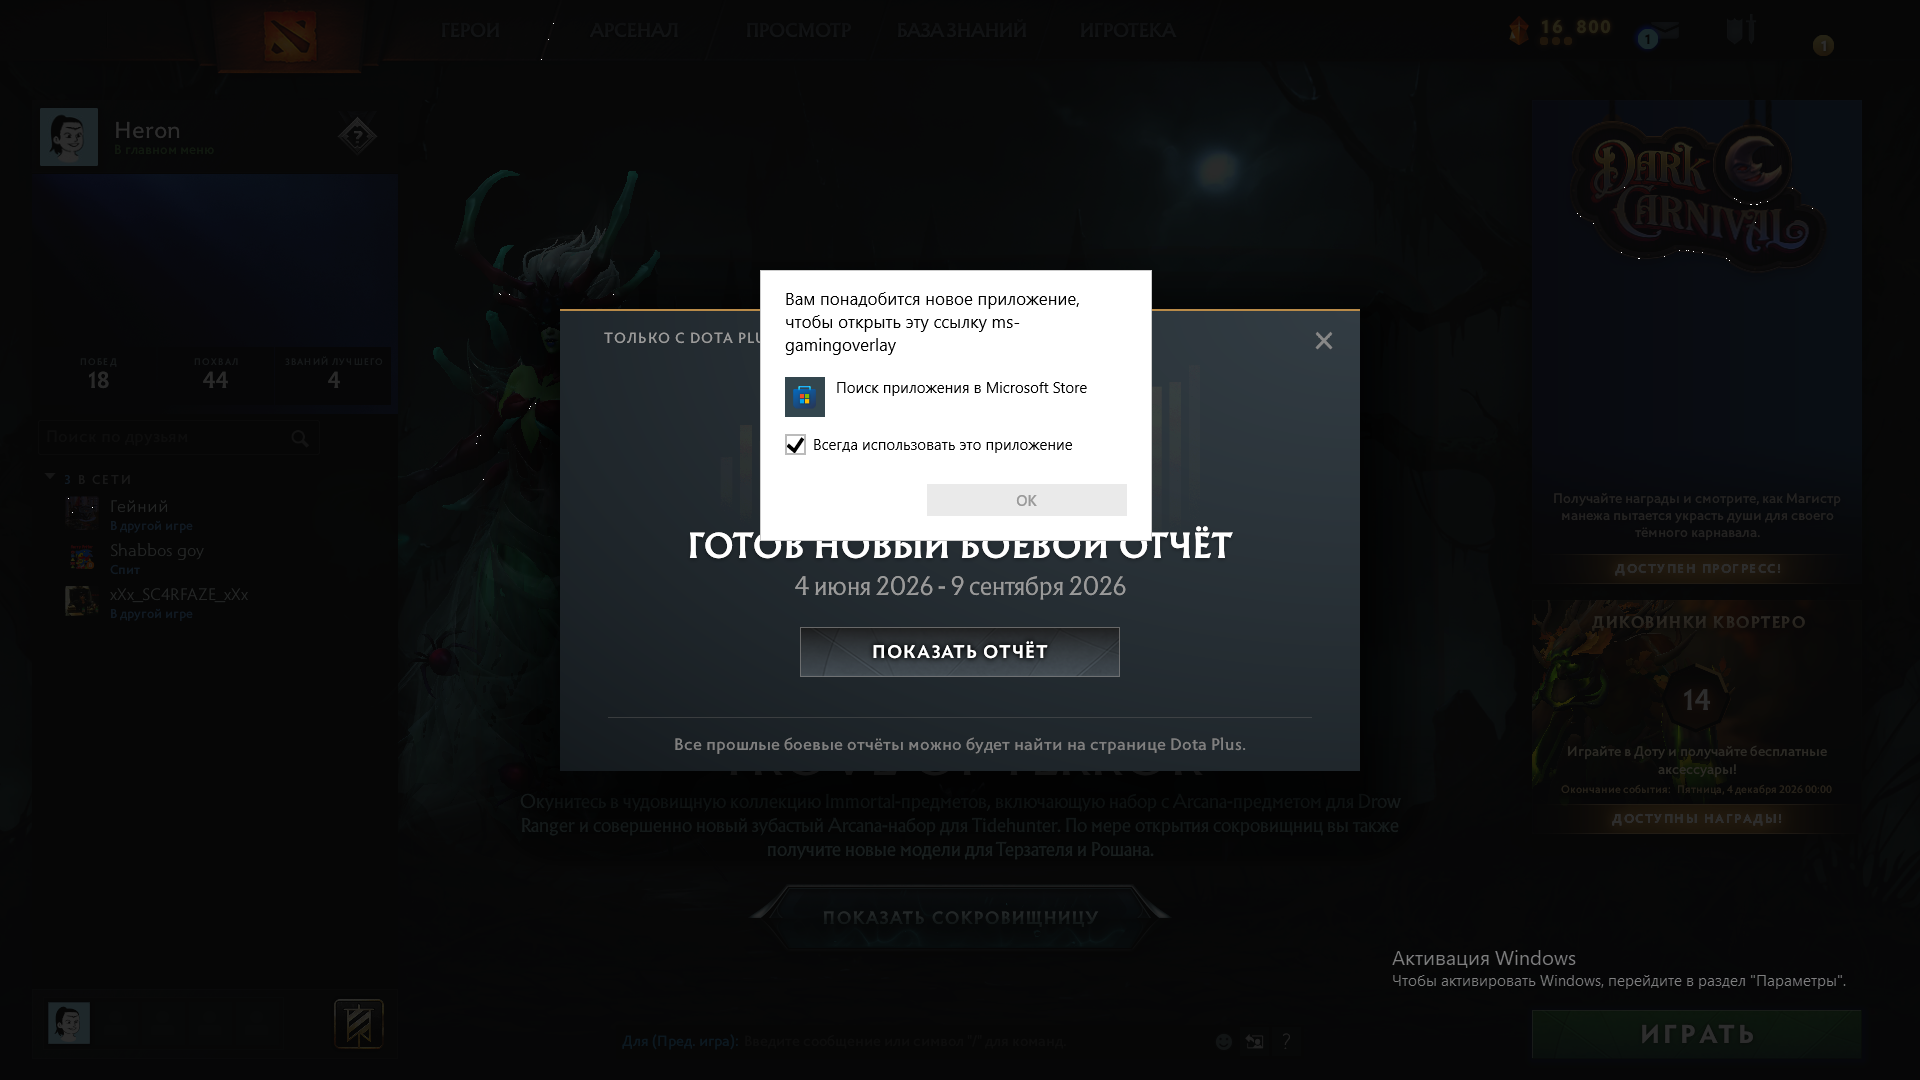 ГЕРОИ
АРСЕНАЛ
ПРОСМОТР
БАЗА ЗНАНИЙ
ИГРОТЕКА
16 800
1
1
Heron
В главном меню
?
ПОБЕД
ПОХВАЛ
ЗВАНИЙ ЛУЧШЕГО
18
44
4
Поиск по друзьям
3 В СЕТИ
Гейний
В другой игре
Shabbos goy
Спит
xXx_SC4RFAZE_xXx
В другой игре
Вам понадобится новое приложение,
чтобы открыть эту ссылку ms-
gamingoverlay
Поиск приложения в Microsoft Store
Всегда использовать это приложение
ОК
ТОЛЬКО С DOTA PLU
ГОТОВ НОВЫЙ БОЕВОЙ ОТЧЁТ
4 июня 2026 - 9 сентября 2026
ПОКАЗАТЬ ОТЧЁТ
Все прошлые боевые отчёты можно будет найти на странице Dota Plus.
TROVE OF TERROR
Окунитесь в чудовищную коллекцию Immortal-предметов, включающую набор с Arcana-предметом для Drow
Ranger и совершенно новый зубастый Arcana-набор для Tidehunter. По мере открытия сокровищниц вы также
получите новые модели для Терзателя и Рошана.
ПОКАЗАТЬ СОКРОВИЩНИЦУ
Для (Пред. игра): Введите сообщение или символ "/" для команд
?
DARK
CARNIVAL
Получайте награды и смотрите, как Магистр
манежа пытается украсть души для своего
тёмного карнавала.
ДОСТУПЕН ПРОГРЕСС!
ДИКОВИНКИ КВОРТЕРО
14
Играйте в Доту и получайте бесплатные
аксессуары!
Окончание события: Пятница, 4 декабря 2026 00:00
ДОСТУПНЫ НАГРАДЫ!
Активация Windows
Чтобы активировать Windows, перейдите в раздел "Параметры".
ИГРАТЬ